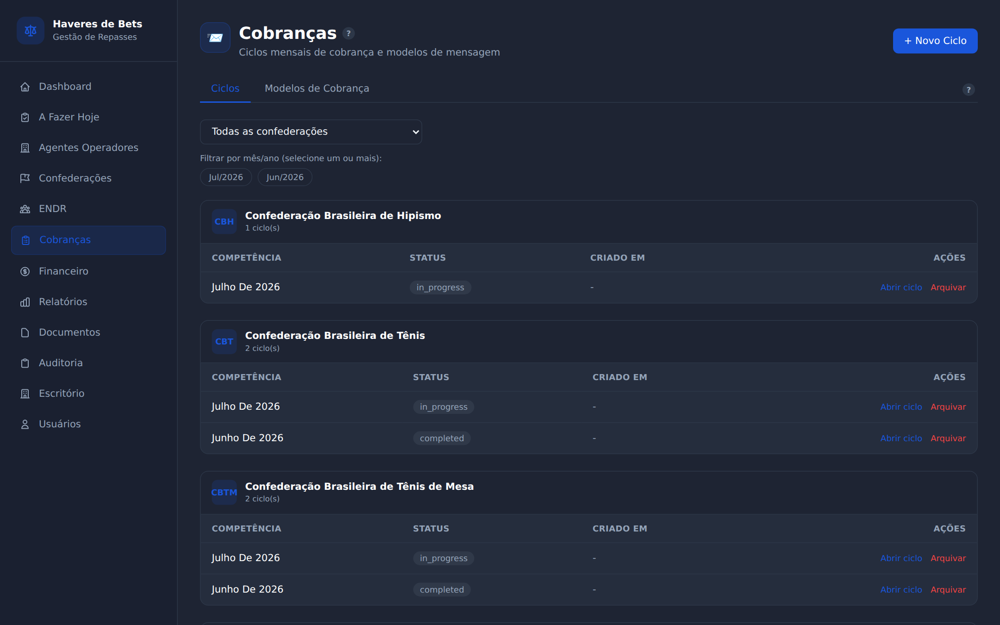 Haveres de Bets
Gestão de Repasses
Dashboard
A Fazer Hoje
Agentes Operadores
Confederações
ENDR
Cobranças
Financeiro
Relatórios
Documentos
Auditoria
Escritório
Usuários
Cobranças ?
Ciclos mensais de cobrança e modelos de mensagem
+ Novo Ciclo
Ciclos Modelos de Cobrança ?
Todas as confederações
Filtrar por mês/ano (selecione um ou mais):
Jul/2026 Jun/2026
CBH Confederação Brasileira de Hipismo
1 ciclo(s)
COMPETÊNCIA STATUS CRIADO EM AÇÕES
Julho De 2026 in_progress - Abrir ciclo Arquivar
CBT Confederação Brasileira de Tênis
2 ciclo(s)
COMPETÊNCIA STATUS CRIADO EM AÇÕES
Julho De 2026 in_progress - Abrir ciclo Arquivar
Junho De 2026 completed - Abrir ciclo Arquivar
CBTM Confederação Brasileira de Tênis de Mesa
2 ciclo(s)
COMPETÊNCIA STATUS CRIADO EM AÇÕES
Julho De 2026 in_progress - Abrir ciclo Arquivar
Junho De 2026 completed - Abrir ciclo Arquivar